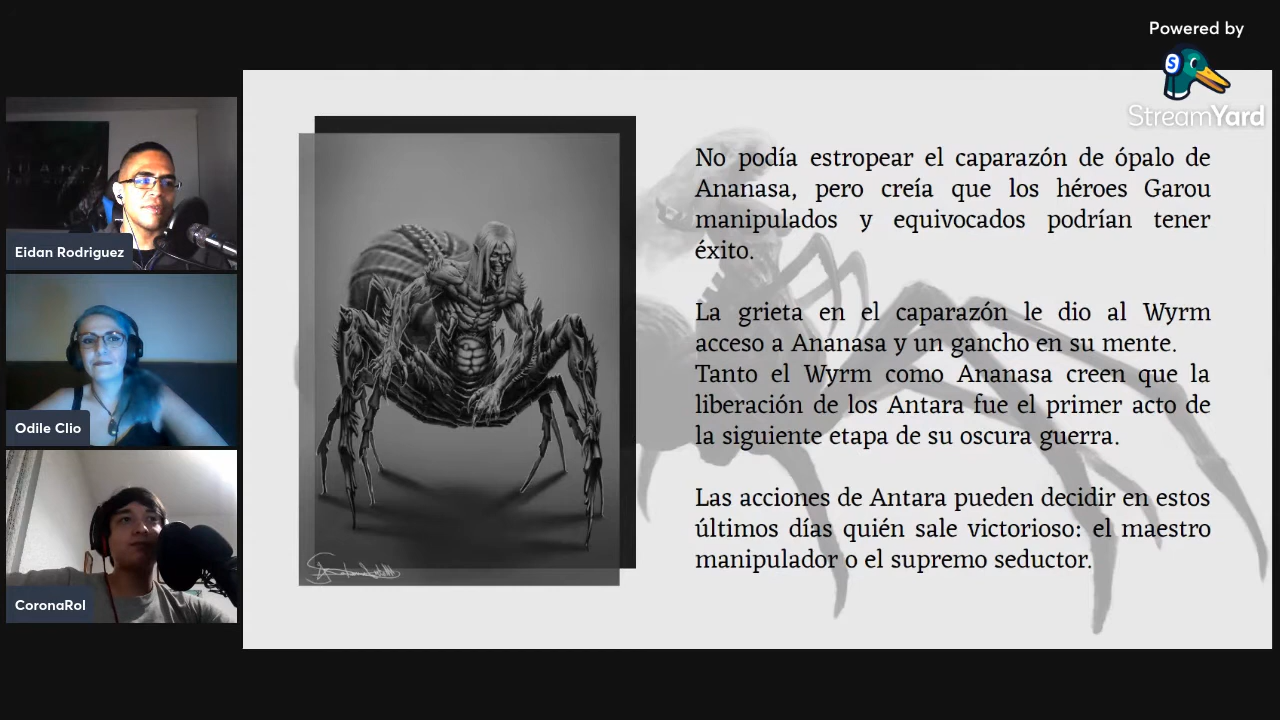 Powered by
StreamYard
Eidan Rodriguez
Odile Clio
CoronaRol
No podía estropear el caparazón de ópalo de
Ananasa, pero creía que los héroes Garou
manipulados y equivocados podrían tener
éxito.
La grieta en el caparazón le dio al Wyrm
acceso a Ananasa y un gancho en su mente.
Tanto el Wyrm como Ananasa creen que la
liberación de los Antara fue el primer acto de
la siguiente etapa de su oscura guerra.
Las acciones de Antara pueden decidir en estos
últimos días quién sale victorioso: el maestro
manipulador o el supremo seductor.